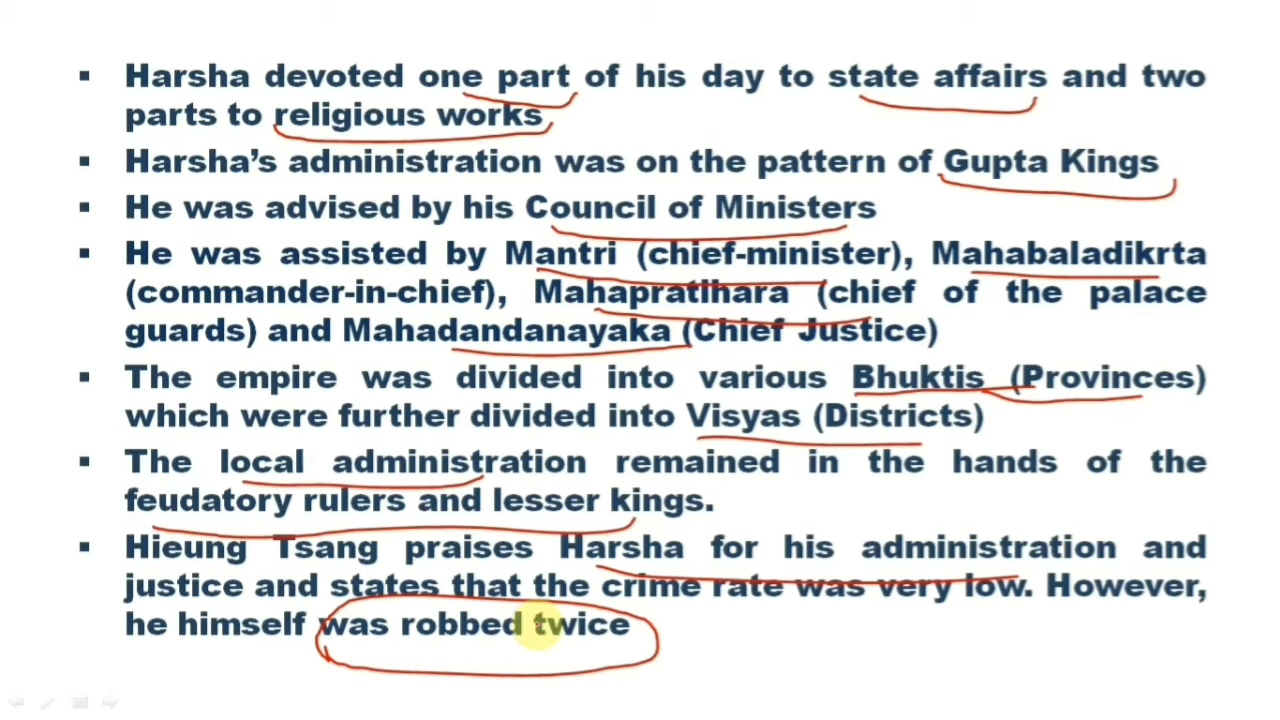 ▪ Harsha devoted one part of his day to state affairs and two
parts to religious works
▪ Harsha's administration was on the pattern of Gupta Kings
▪ He was advised by his Council of Ministers
▪ He was assisted by Mantri (chief-minister), Mahabaladikrta
(commander-in-chief), Mahapratihara (chief of the palace
guards) and Mahadandanayaka (Chief Justice)
▪ The empire was divided into various Bhuktis (Provinces)
which were further divided into Visyas (Districts)
▪ The local administration remained in the hands of the
feudatory rulers and lesser kings.
▪ Hieung Tsang praises Harsha for his administration and
justice and states that the crime rate was very low. However,
he himself was robbed twice